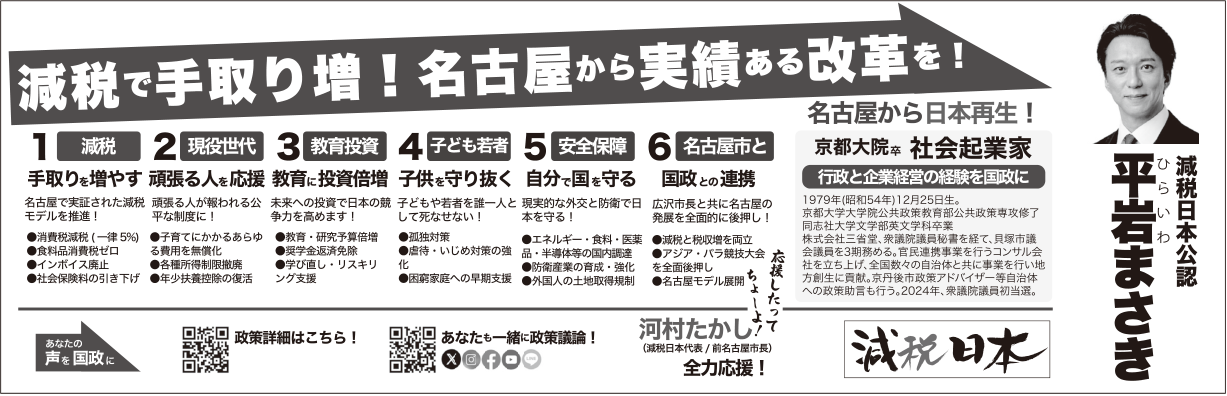 減税で手取り増！名古屋から実績ある改革を！
名古屋から日本再生！
1 減税
手取りを増やす
名古屋で実証された減税
モデルを推進！
●消費税減税（一律5%）
●食料品消費税ゼロ
●インボイス廃止
●社会保険料の引き下げ
2 現役世代
頑張る人を応援
頑張る人が報われる公平
な制度に！
●子育てにかかるあらゆ
る費用を無償化
●各種所得制限撤廃
●年少扶養控除の復活
3 教育投資
教育に投資倍増
未来への投資で日本の競
争力を高めます！
●教育・研究予算倍増
●奨学金返済免除
●学び直し・リスキリ
ング支援
4 子ども若者
子供を守り抜く
子どもや若者を誰一人と
して死なせない！
●孤独対策
●虐待・いじめ対策の強
化
●困窮家庭への早期支援
5 安全保障
自分で国を守る
現実的な外交と防衛で日
本を守る！
●エネルギー・食料・医薬
品・半導体等の国内調達
●防衛産業の育成・強化
●外国人の土地取得規制
6 名古屋市と
国政との連携
広沢市長と共に名古屋の
発展を全面的に後押し！
●減税と税収増を両立
●アジア・パラ競技大会
を全面後押し
●名古屋モデル展開
京都大院卒 社会起業家
行政と企業経営の経験を国政に
1979年(昭和54年)12月25日生。
京都大学大学院公共政策教育部公共政策専攻修了
同志社大学文学部英文学科卒業
株式会社三省堂、衆議院議員秘書を経て、貝塚市議
会議員を3期務める。官民連携事業を行うコンサル会
社を立ち上げ、全国数々の自治体と共に事業を行い地
方創生に貢献。京丹後市政策アドバイザー等自治体
への政策助言も行う。2024年、衆議院議員初当選。
減税日本公認
ひらいわ
平岩まさき
あなたの
声を国政に
政策詳細はこちら！
あなたも一緒に政策議論！
LINE
応援したって
ちょーよ！
河村たかし
（減税日本代表 / 前名古屋市長）
全力応援！
減税日本